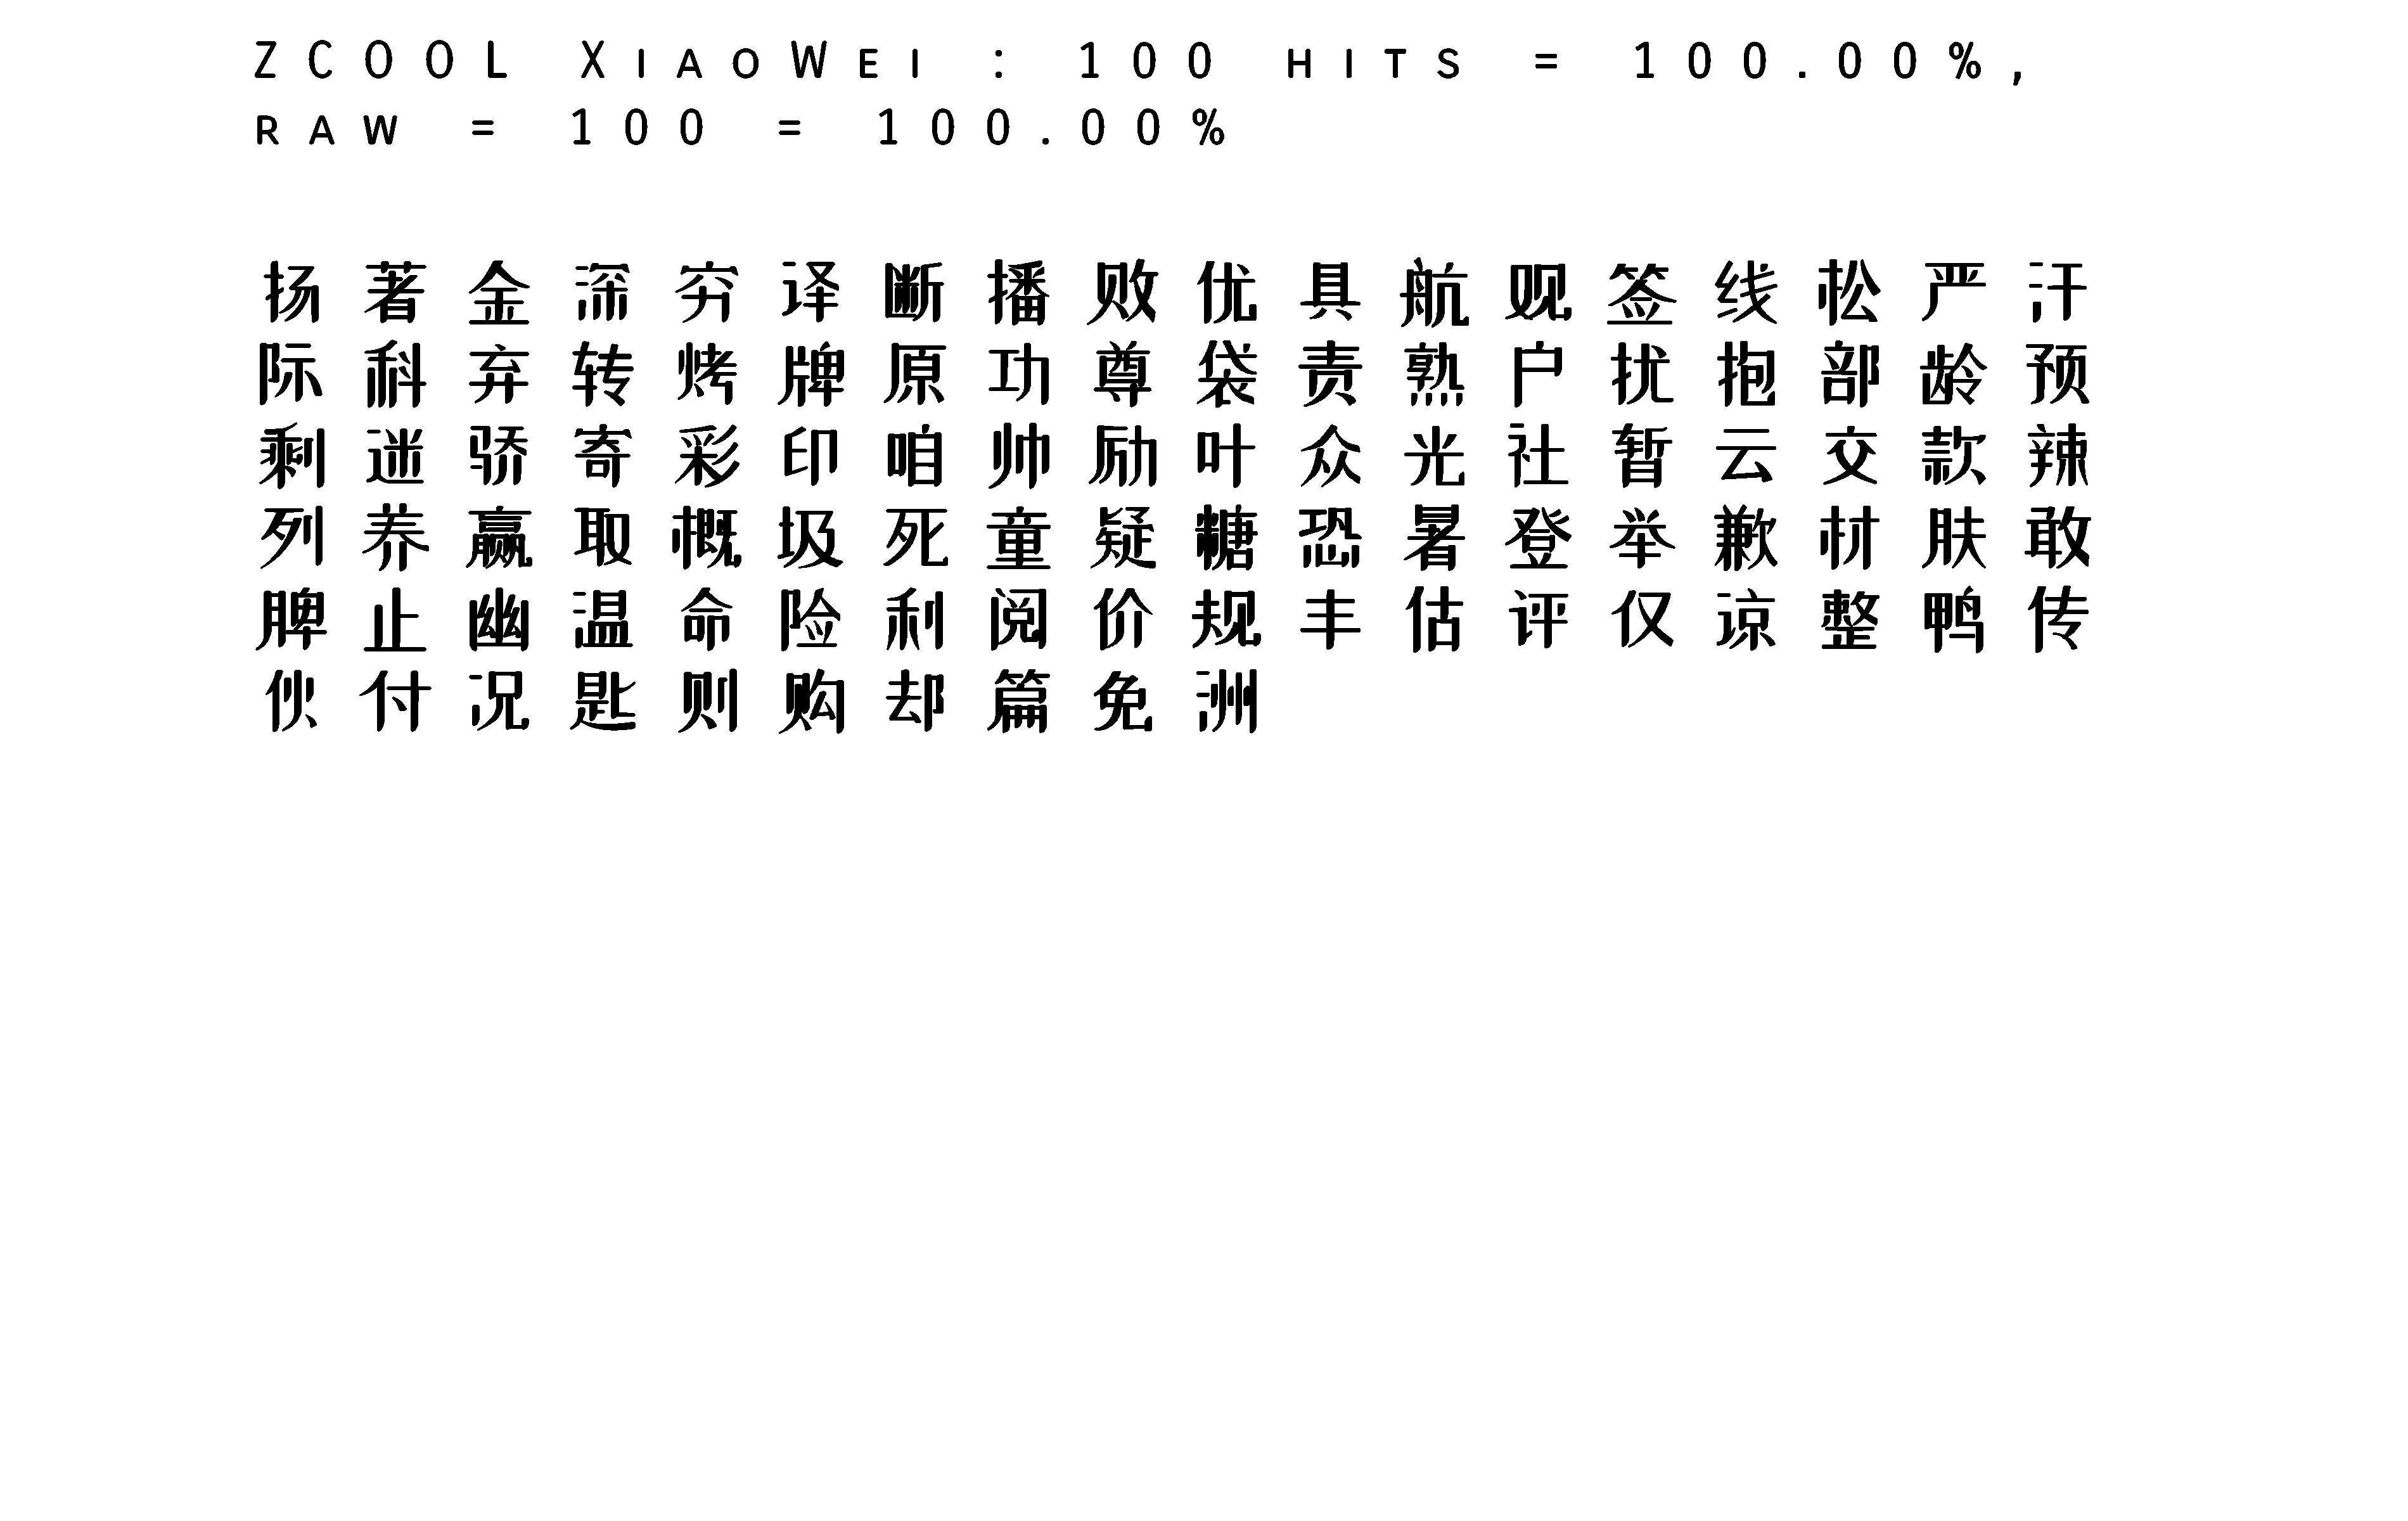 ZCOOL XiaoWei : 100 hits = 100.00%,
raw = 100 = 100.00%
扬著金深穷译断播败优具航观签线松严汗
际科弃转烤牌原功尊袋责熟户扰抱部龄预
剩迷骄寄彩印咱帅励叶众光社暂云交款辣
列养赢取概圾死童疑糖恐暑登举歉材肤敢
脾止幽温命险利阅价规丰估评仅谅整鸭传
伙付况匙则购却篇免洲